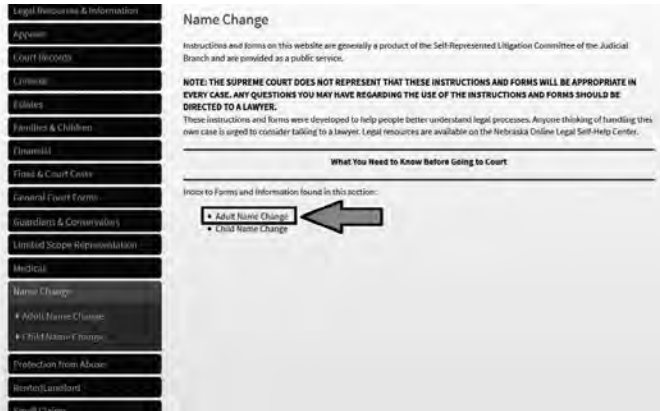 Legal Resources & Information
Appeals
Court Records
Criminal
Estates
Families & Children
Financial
Fines & Court Costs
General Court Forms
Guardians & Conservators
Limited Scope Representation
Medical
Name Change
Adult Name Change
Child Name Change
Protection from Abuse
Renter/Landlord
Small Claims
Name Change
Instructions and forms on this website are generally a product of the Self-Represented Litigation Committee of the Judicial
Branch and are provided as a public service.
NOTE: THE SUPREME COURT DOES NOT REPRESENT THAT THESE INSTRUCTIONS AND FORMS WILL BE APPROPRIATE IN
EVERY CASE. ANY QUESTIONS YOU MAY HAVE REGARDING THE USE OF THE INSTRUCTIONS AND FORMS SHOULD BE
DIRECTED TO A LAWYER.
These instructions and forms were developed to help people better understand legal processes. Anyone thinking of handling their
own case is urged to consider talking to a lawyer. Legal resources are available on the Nebraska Online Legal Self-Help Center.
What You Need to Know Before Going to Court
Index to Forms and Information found in this section:
• Adult Name Change
• Child Name Change